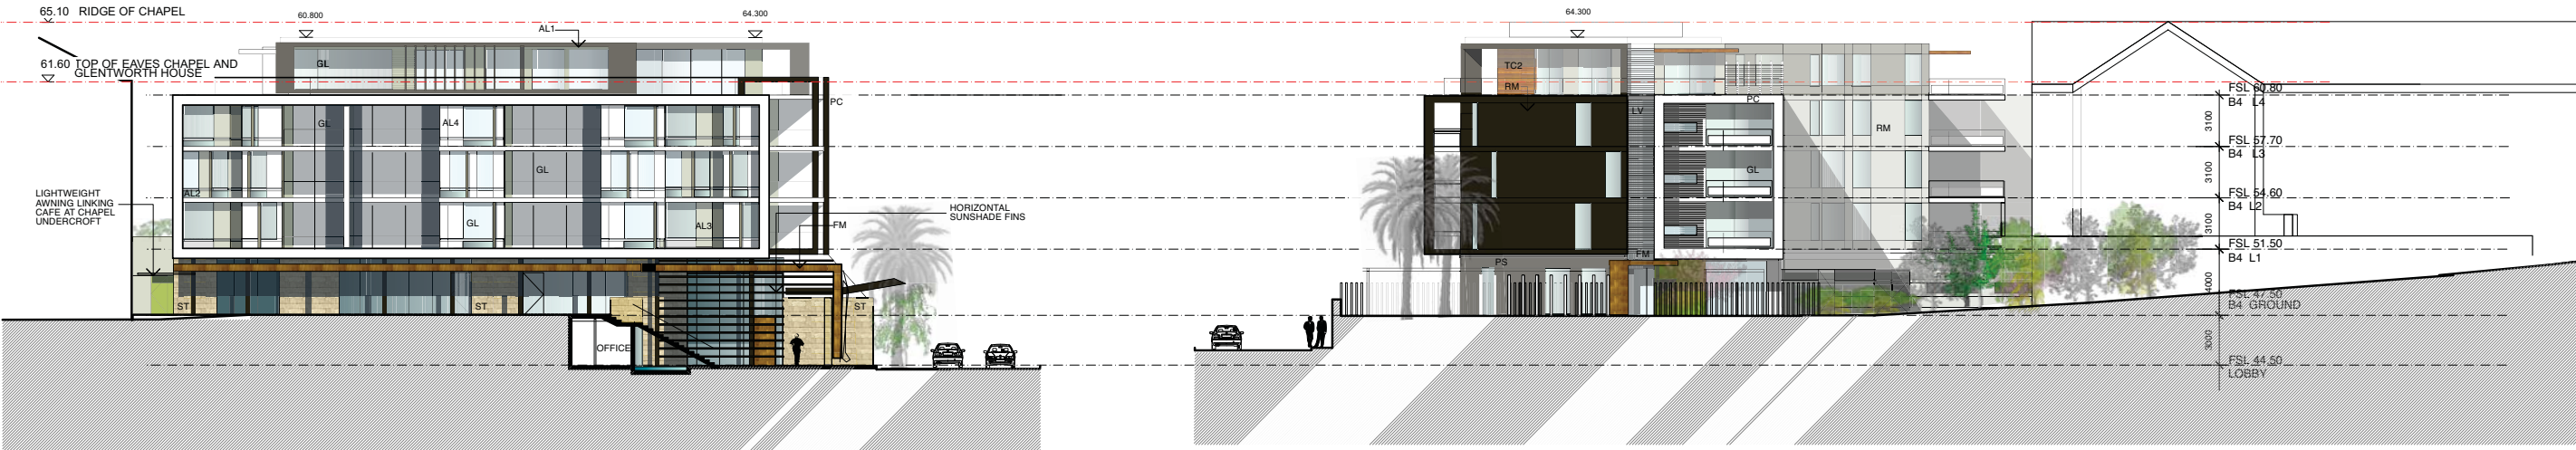 65.10 RIDGE OF CHAPEL
60.800
64.300
AL1
61.60 TOP OF EAVES CHAPEL AND
GLENTWORTH HOUSE
GL
PC
GL
AL4
GL
AL2
GL
AL3
LIGHTWEIGHT
AWNING LINKING
CAFE AT CHAPEL
UNDERCROFT
HORIZONTAL
SUNSHADE FINS
FM
ST
ST
ST
OFFICE
64.300
TC2
RM
LV
PC
RM
GL
PS
FM
FSL 60.80
B4 L4
3100
FSL 57.70
B4 L3
3100
FSL 54.60
B4 L2
3100
FSL 51.50
B4 L1
4000
FSL 47.50
B4 GROUND
3000
FSL 44.50
LOBBY